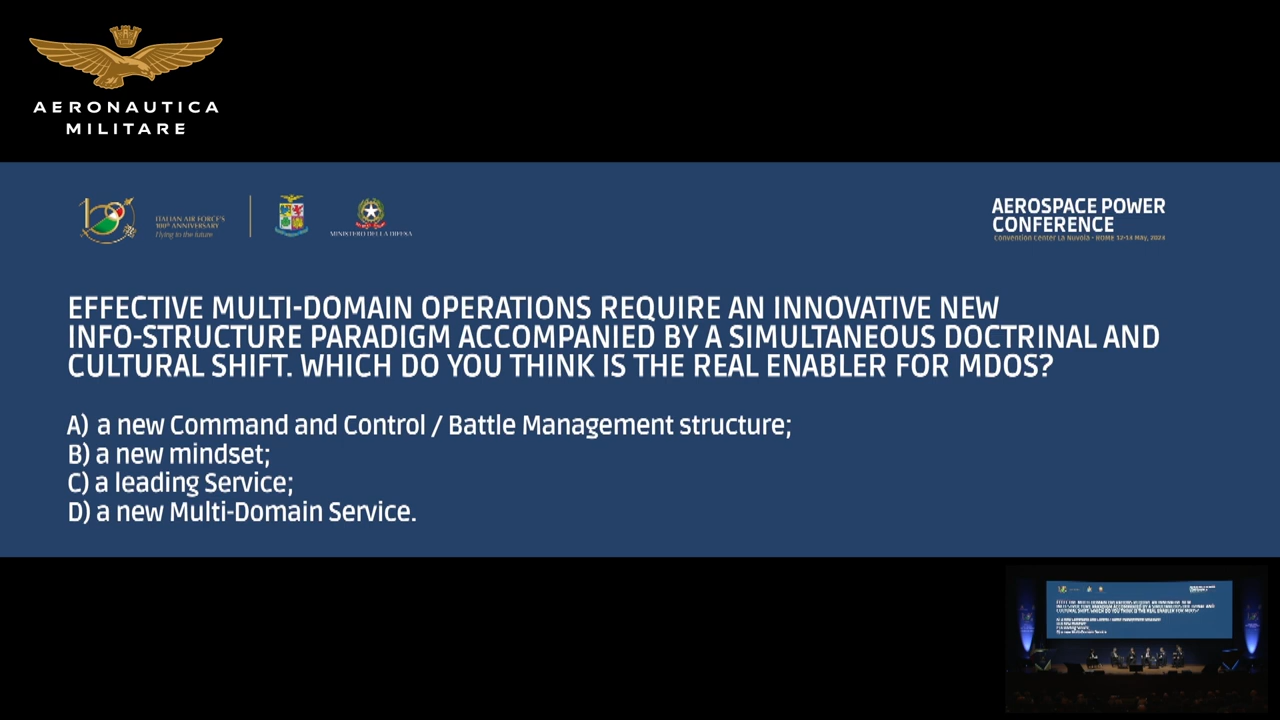 AERONAUTICA
MILITARE
ITALIAN AIR FORCE'S
100th ANNIVERSARY
Flying to the future
MINISTERO DELLA DIFESA
AEROSPACE POWER
CONFERENCE
Convention Center La Nuvola - ROME 12-14 May, 2023
EFFECTIVE MULTI-DOMAIN OPERATIONS REQUIRE AN INNOVATIVE NEW
INFO-STRUCTURE PARADIGM ACCOMPANIED BY A SIMULTANEOUS DOCTRINAL AND
CULTURAL SHIFT. WHICH DO YOU THINK IS THE REAL ENABLER FOR MDOS?
A) a new Command and Control / Battle Management structure;
B) a new mindset;
C) a leading Service;
D) a new Multi-Domain Service.